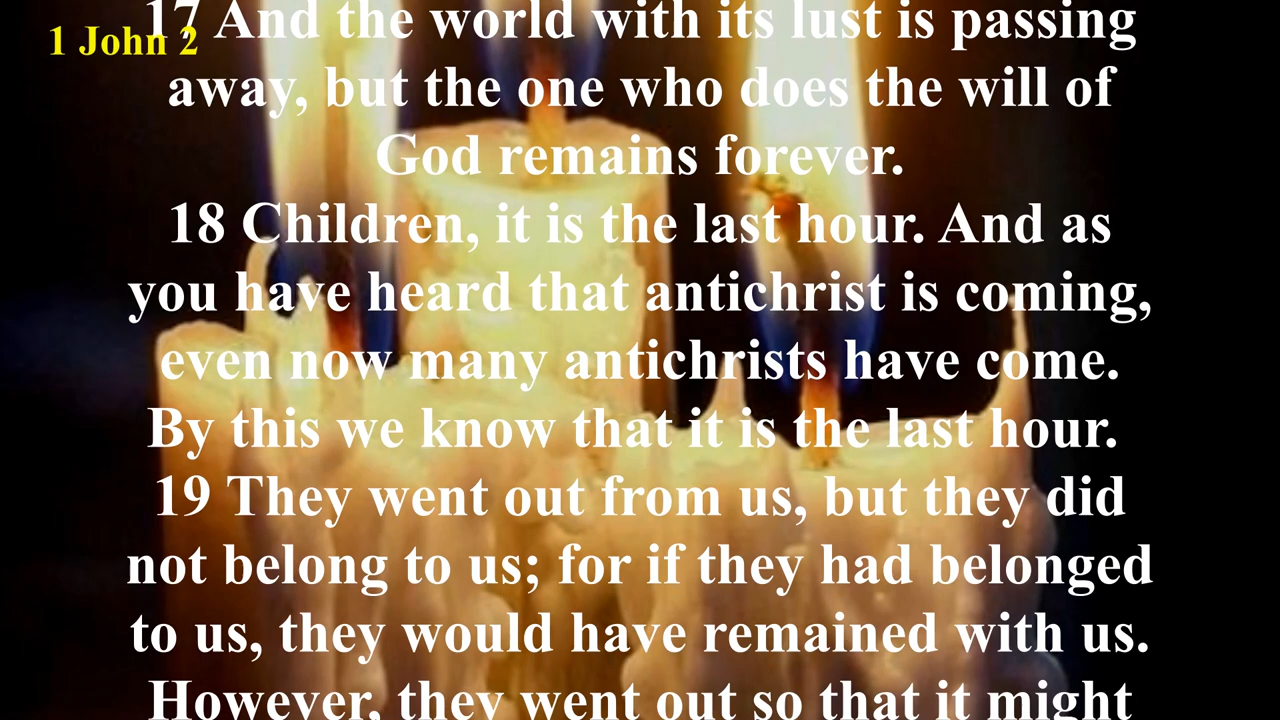 1 John 2
17 And the world with its lust is passing
away, but the one who does the will of
God remains forever.
18 Children, it is the last hour. And as
you have heard that antichrist is coming,
even now many antichrists have come.
By this we know that it is the last hour.
19 They went out from us, but they did
not belong to us; for if they had belonged
to us, they would have remained with us.
However, they went out so that it might